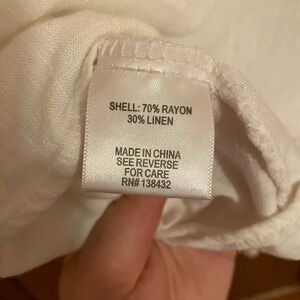 SHELL: 70% RAYON
30% LINEN
MADE IN CHINA
SEE REVERSE
FOR CARE
RN# 138432